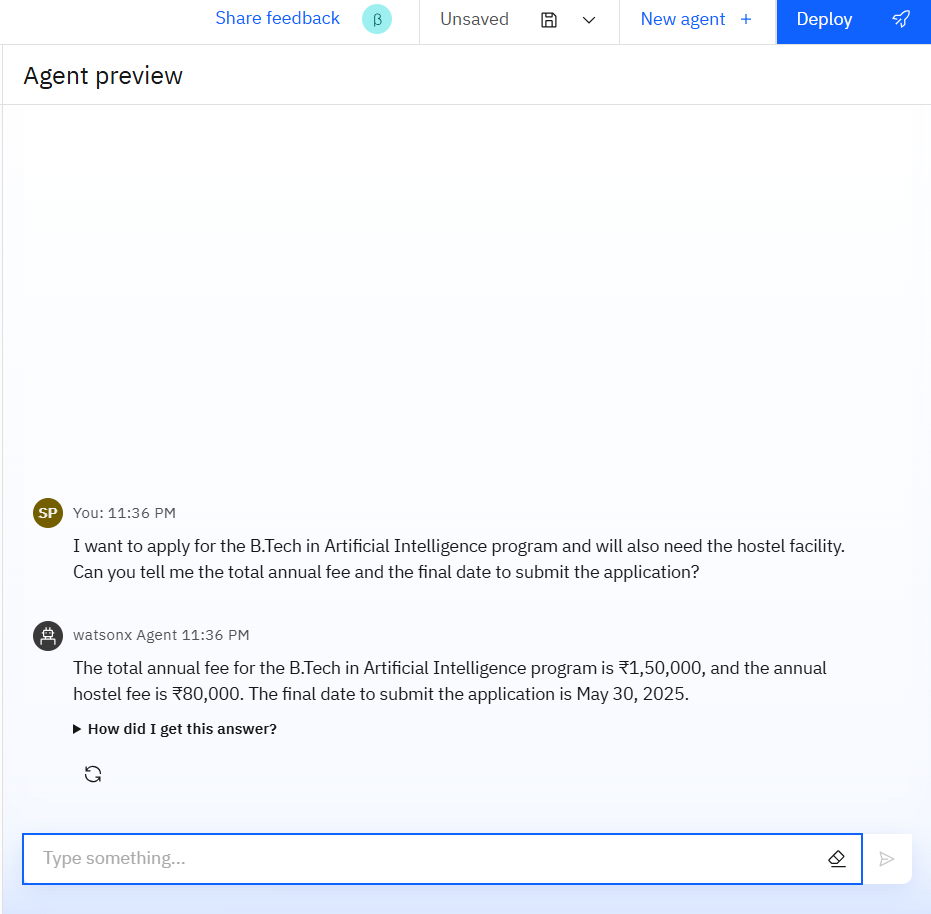 Share feedback β Unsaved New agent + Deploy
Agent preview
SP You: 11:36 PM
I want to apply for the B.Tech in Artificial Intelligence program and will also need the hostel facility.
Can you tell me the total annual fee and the final date to submit the application?
watsonx Agent 11:36 PM
The total annual fee for the B.Tech in Artificial Intelligence program is ₹1,50,000, and the annual
hostel fee is ₹80,000. The final date to submit the application is May 30, 2025.
How did I get this answer?
Type something...